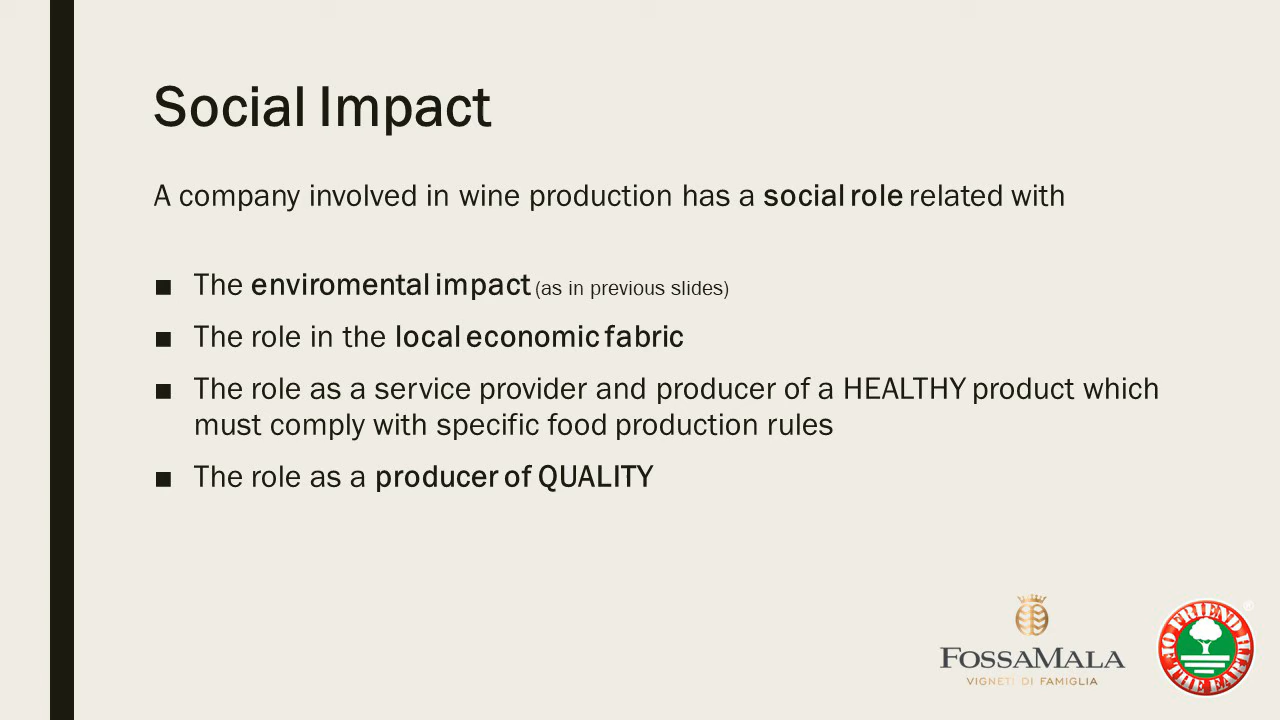 Social Impact
A company involved in wine production has a social role related with
■ The enviromental impact (as in previous slides)
■ The role in the local economic fabric
■ The role as a service provider and producer of a HEALTHY product which
must comply with specific food production rules
■ The role as a producer of QUALITY
FOSSAMALA
VIGNETI DI FAMIGLIA
FRIEND OF THE EARTH
®